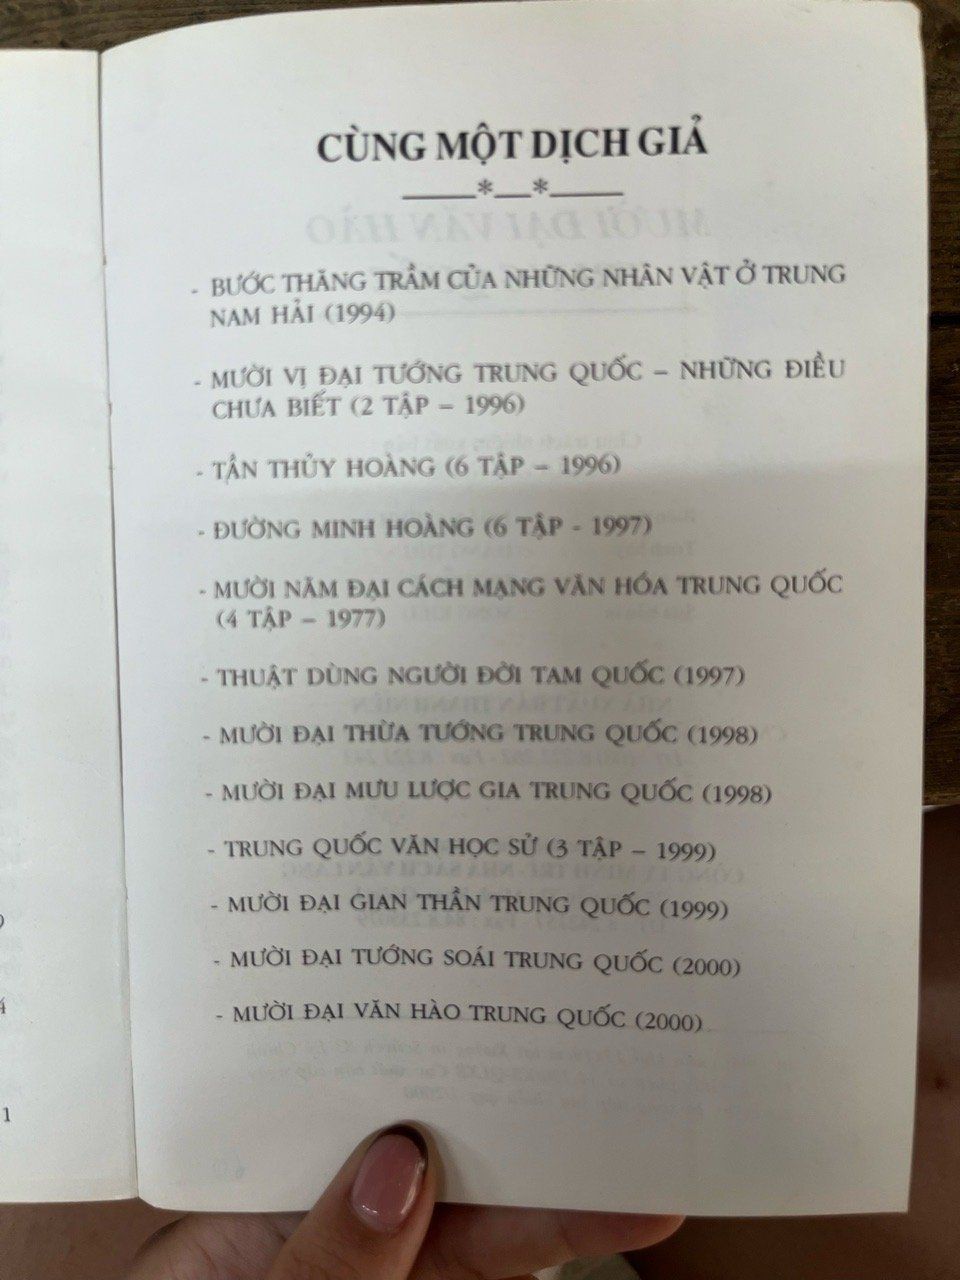 CÙNG MỘT DỊCH GIẢ
_____*__*_____
- BƯỚC THĂNG TRẦM CỦA NHỮNG NHÂN VẬT Ở TRUNG
NAM HẢI (1994)
- MƯỜI VỊ ĐẠI TƯỚNG TRUNG QUỐC – NHỮNG ĐIỀU
CHƯA BIẾT (2 TẬP – 1996)
- TẦN THỦY HOÀNG (6 TẬP – 1996)
- ĐƯỜNG MINH HOÀNG (6 TẬP - 1997)
- MƯỜI NĂM ĐẠI CÁCH MẠNG VĂN HÓA TRUNG QUỐC
(4 TẬP – 1977)
- THUẬT DÙNG NGƯỜI ĐỜI TAM QUỐC (1997)
- MƯỜI ĐẠI THỪA TƯỚNG TRUNG QUỐC (1998)
- MƯỜI ĐẠI MƯU LƯỢC GIA TRUNG QUỐC (1998)
- TRUNG QUỐC VĂN HỌC SỬ (3 TẬP – 1999)
- MƯỜI ĐẠI GIAN THẦN TRUNG QUỐC (1999)
- MƯỜI ĐẠI TƯỚNG SOÁI TRUNG QUỐC (2000)
- MƯỜI ĐẠI VĂN HÀO TRUNG QUỐC (2000)